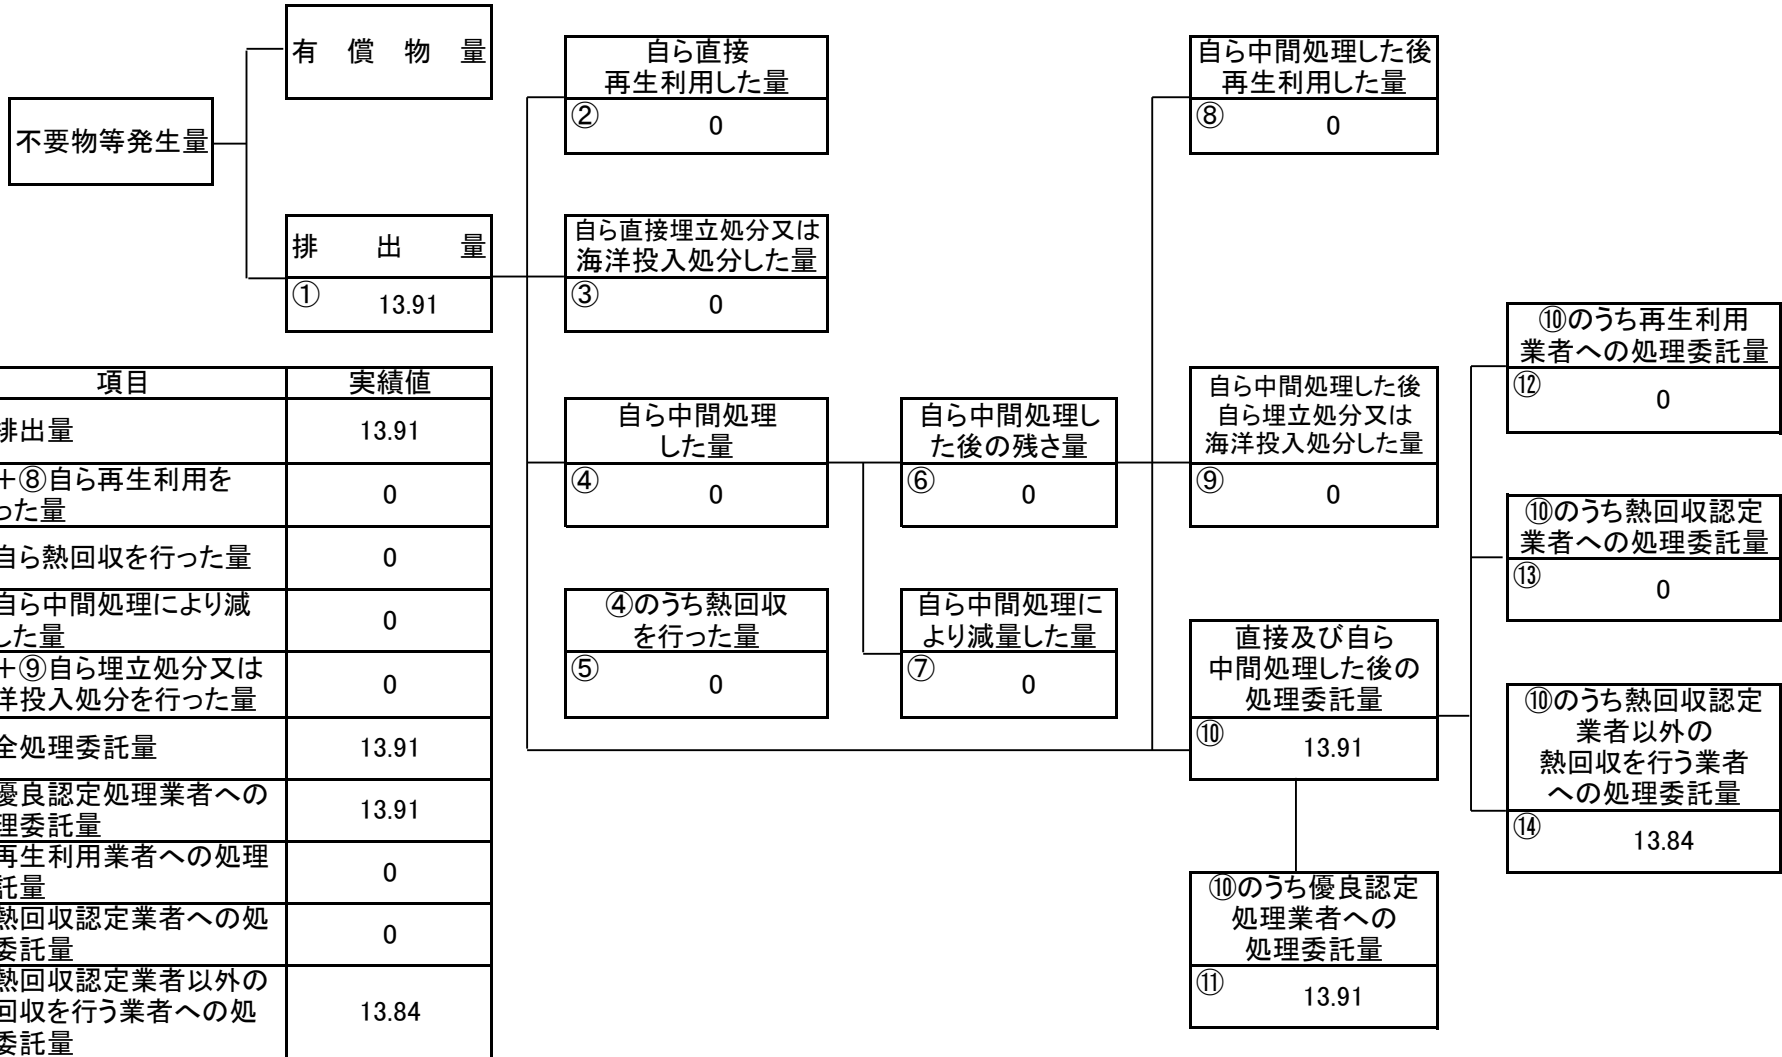 有償物量
不要物等発生量
排出量
① 13.91
自ら直接
再生利用した量
② 0
自ら直接埋立処分又は
海洋投入処分した量
③ 0
自ら中間処理
した量
④ 0
④のうち熱回収
を行った量
⑤ 0
自ら中間処理し
た後の残さ量
⑥ 0
自ら中間処理に
より減量した量
⑦ 0
自ら中間処理した後
再生利用した量
⑧ 0
自ら中間処理した後
自ら埋立処分又は
海洋投入処分した量
⑨ 0
直接及び自ら
中間処理した後の
処理委託量
⑩ 13.91
⑩のうち優良認定
処理業者への
処理委託量
⑪ 13.91
⑩のうち再生利用
業者への処理委託量
⑫ 0
⑩のうち熱回収認定
業者への処理委託量
⑬ 0
⑩のうち熱回収認定
業者以外の
熱回収を行う業者
への処理委託量
⑭ 13.84
項目 実績値
排出量 13.91
+⑧自ら再生利用を
った量 0
自ら熱回収を行った量 0
自ら中間処理により減
した量 0
+⑨自ら埋立処分又は
洋投入処分を行った量 0
全処理委託量 13.91
優良認定処理業者への
理委託量 13.91
再生利用業者への処理
託量 0
熱回収認定業者への処
委託量 0
熱回収認定業者以外の
回収を行う業者への処
委託量 13.84